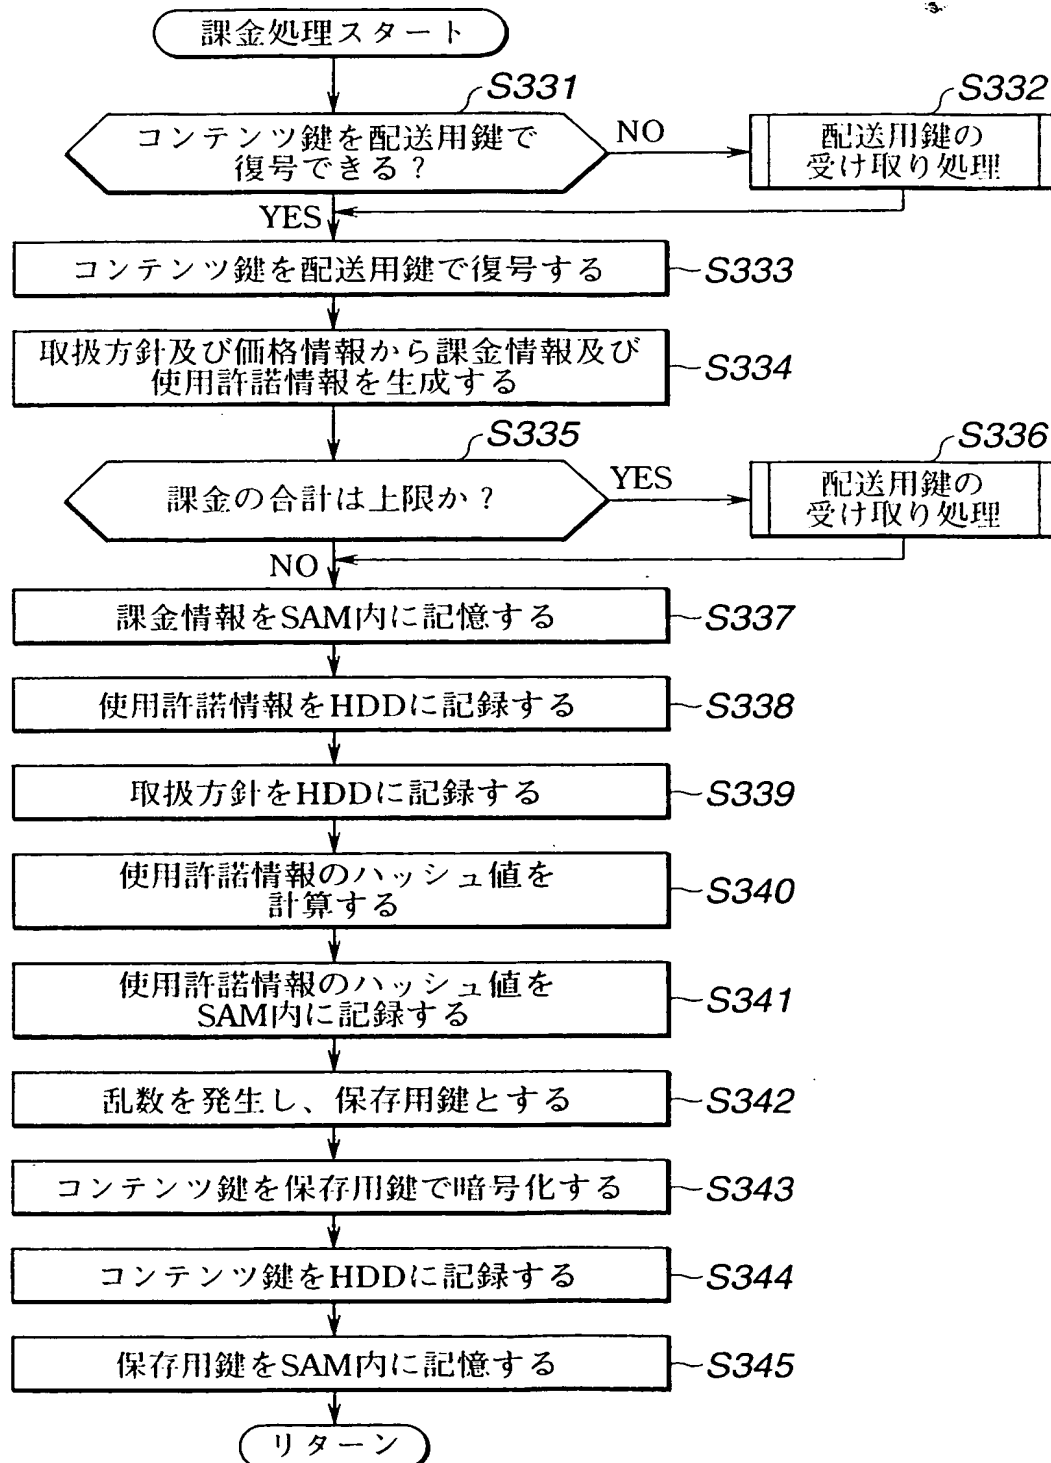 課金処理スタート
S331
コンテンツ鍵を配送用鍵で
復号できる？
NO
S332
配送用鍵の
受け取り処理
YES
コンテンツ鍵を配送用鍵で復号する
S333
取扱方針及び価格情報から課金情報及び
使用許諾情報を生成する
S334
S335
課金の合計は上限か？
YES
S336
配送用鍵の
受け取り処理
NO
課金情報をSAM内に記憶する
S337
使用許諾情報をHDDに記録する
S338
取扱方針をHDDに記録する
S339
使用許諾情報のハッシュ値を
計算する
S340
使用許諾情報のハッシュ値を
SAM内に記録する
S341
乱数を発生し、保存用鍵とする
S342
コンテンツ鍵を保存用鍵で暗号化する
S343
コンテンツ鍵をHDDに記録する
S344
保存用鍵をSAM内に記憶する
S345
リターン